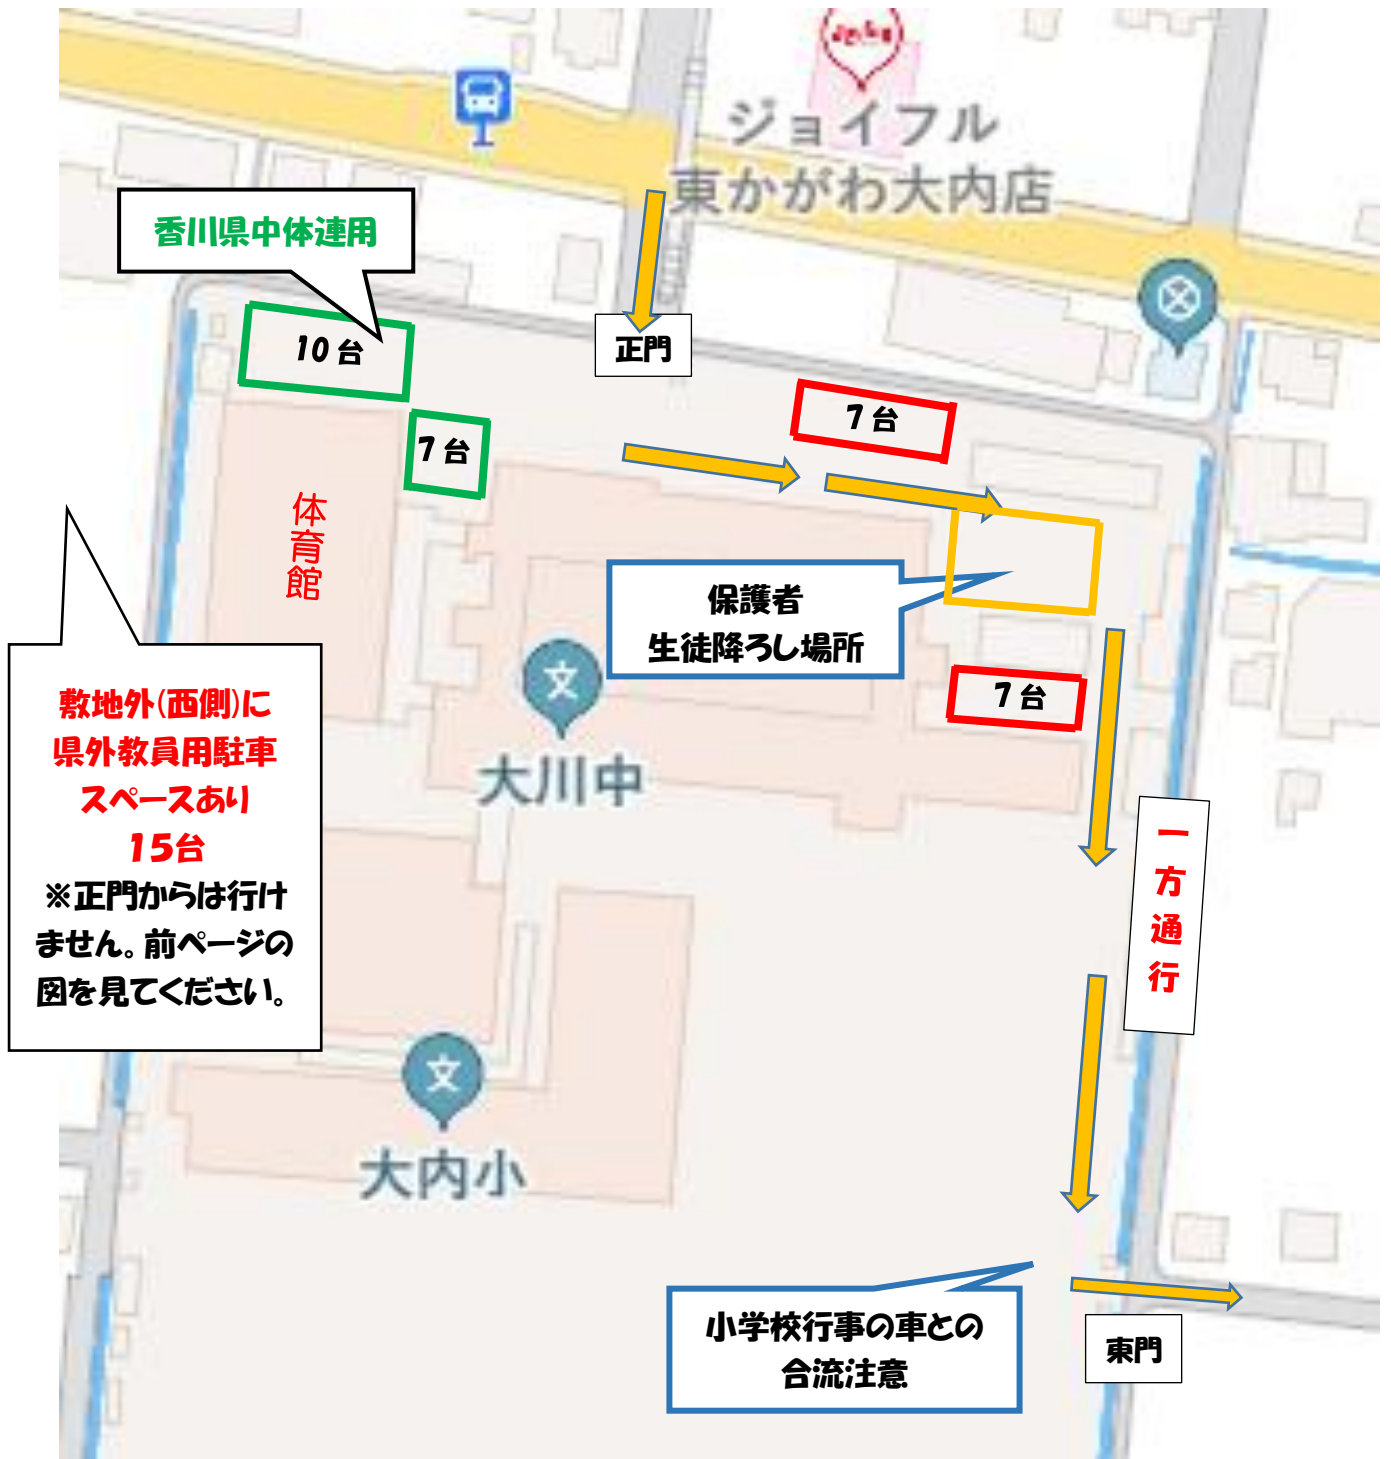 ジョイフル
東かがわ大内店
香川県中体連用
10台
正門
7台
7台
体育館
保護者
生徒降ろし場所
7台
文
大川中
敷地外(西側)に
県外教員用駐車
スペースあり
15台
※正門からは行け
ません。前ページの
図を見てください。
一方通行
文
大内小
小学校行事の車との
合流注意
東門